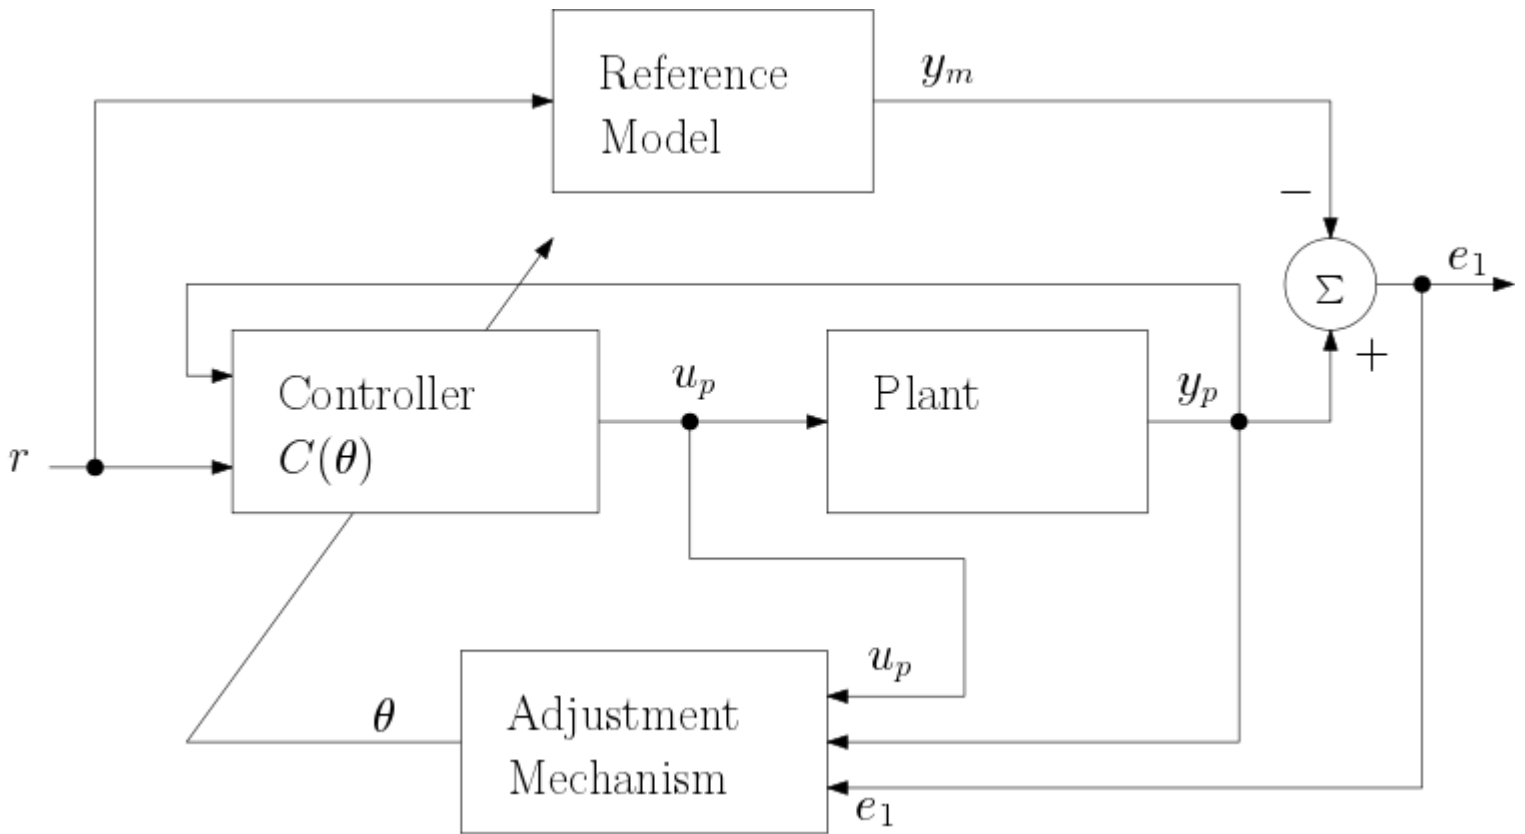 Reference
Model
y_m
−
Σ
e_1
+
Controller
C(θ)
u_p
Plant
y_p
r
u_p
θ
Adjustment
Mechanism
e_1